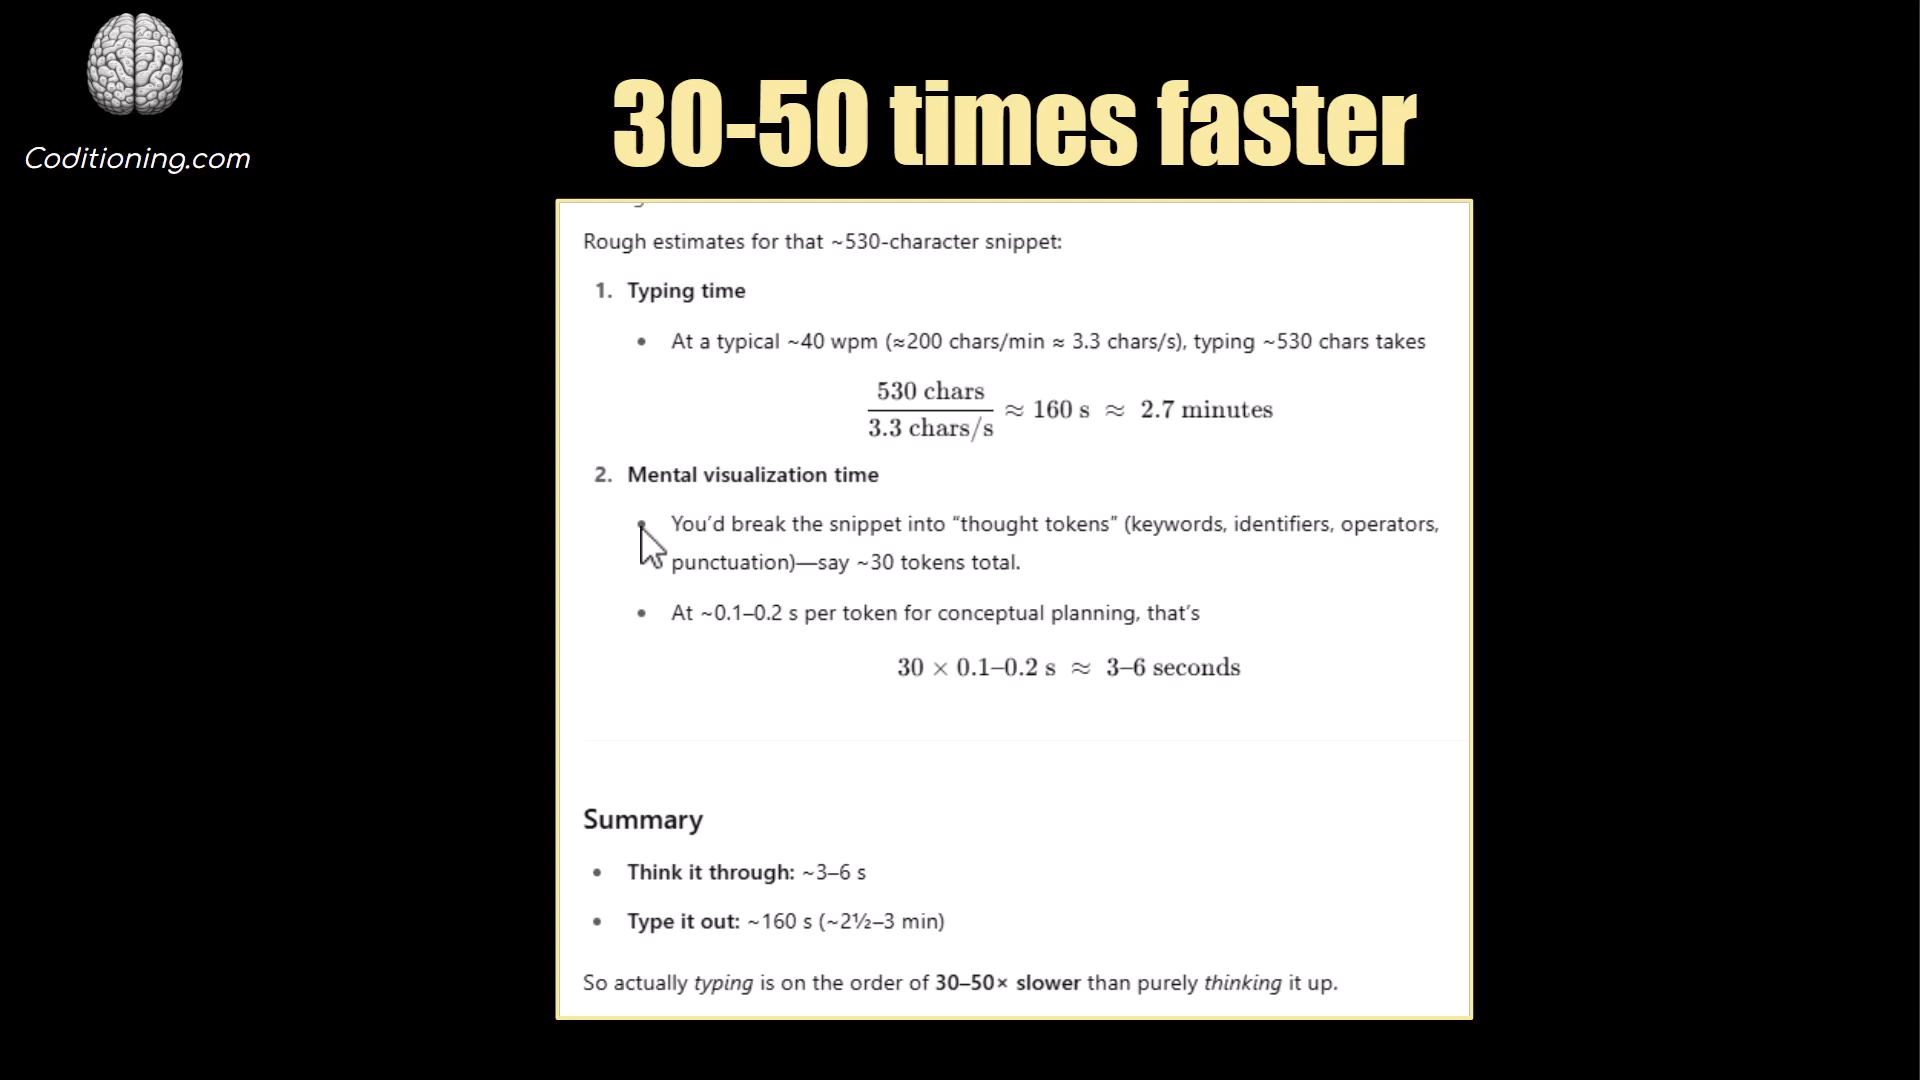 Coditioning.com
30-50 times faster
Rough estimates for that ~530-character snippet:
1. Typing time
• At a typical ~40 wpm (≈200 chars/min ≈ 3.3 chars/s), typing ~530 chars takes
530 chars
3.3 chars/s
≈ 160 s ≈ 2.7 minutes
2. Mental visualization time
• You’d break the snippet into “thought tokens” (keywords, identifiers, operators,
punctuation)—say ~30 tokens total.
• At ~0.1–0.2 s per token for conceptual planning, that’s
30 × 0.1–0.2 s ≈ 3–6 seconds
Summary
• Think it through: ~3–6 s
• Type it out: ~160 s (~2½–3 min)
So actually typing is on the order of 30–50× slower than purely thinking it up.